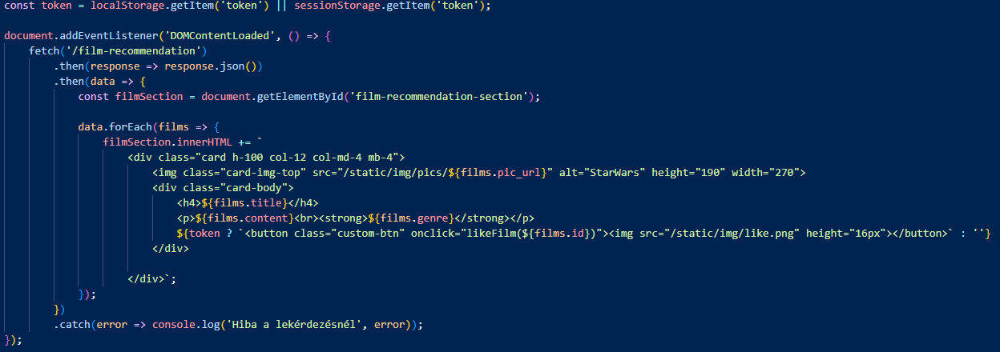 const token = localStorage.getItem('token') || sessionStorage.getItem('token');
document.addEventListener('DOMContentLoaded', () => {
fetch('/film-recommendation')
.then(response => response.json())
.then(data => {
const filmSection = document.getElementById('film-recommendation-section');
data.forEach(films => {
filmSection.innerHTML += `
<div class="card h-100 col-12 col-md-4 mb-4">
<img class="card-img-top" src="/static/img/pics/${films.pic_url}" alt="StarWars" height="190" width="270">
<div class="card-body">
<h4>${films.title}</h4>
<p>${films.content}<br><strong>${films.genre}</strong></p>
${token ? `<button class="custom-btn" onclick="likeFilm(${films.id})"><img src="/static/img/like.png" height="16px"></button>` : ''}
</div>
</div>`;
});
})
.catch(error => console.log('Hiba a lekérdezésnél', error));
});